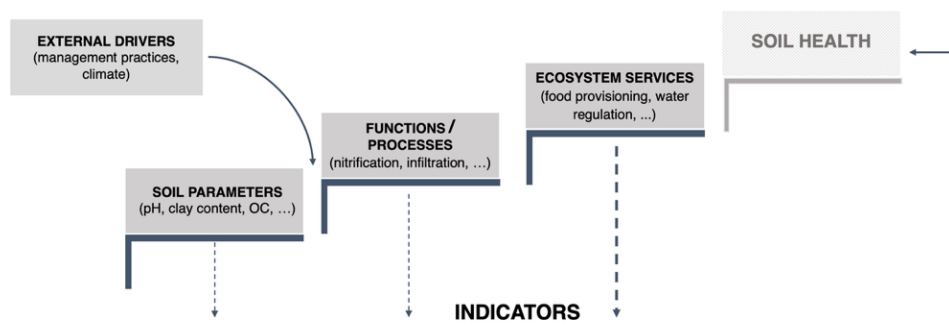 EXTERNAL DRIVERS
(management practices,
climate)
SOIL HEALTH
ECOSYSTEM SERVICES
(food provisioning, water
regulation, ...)
FUNCTIONS /
PROCESSES
(nitrification, infiltration, …)
SOIL PARAMETERS
(pH, clay content, OC, …)
INDICATORS